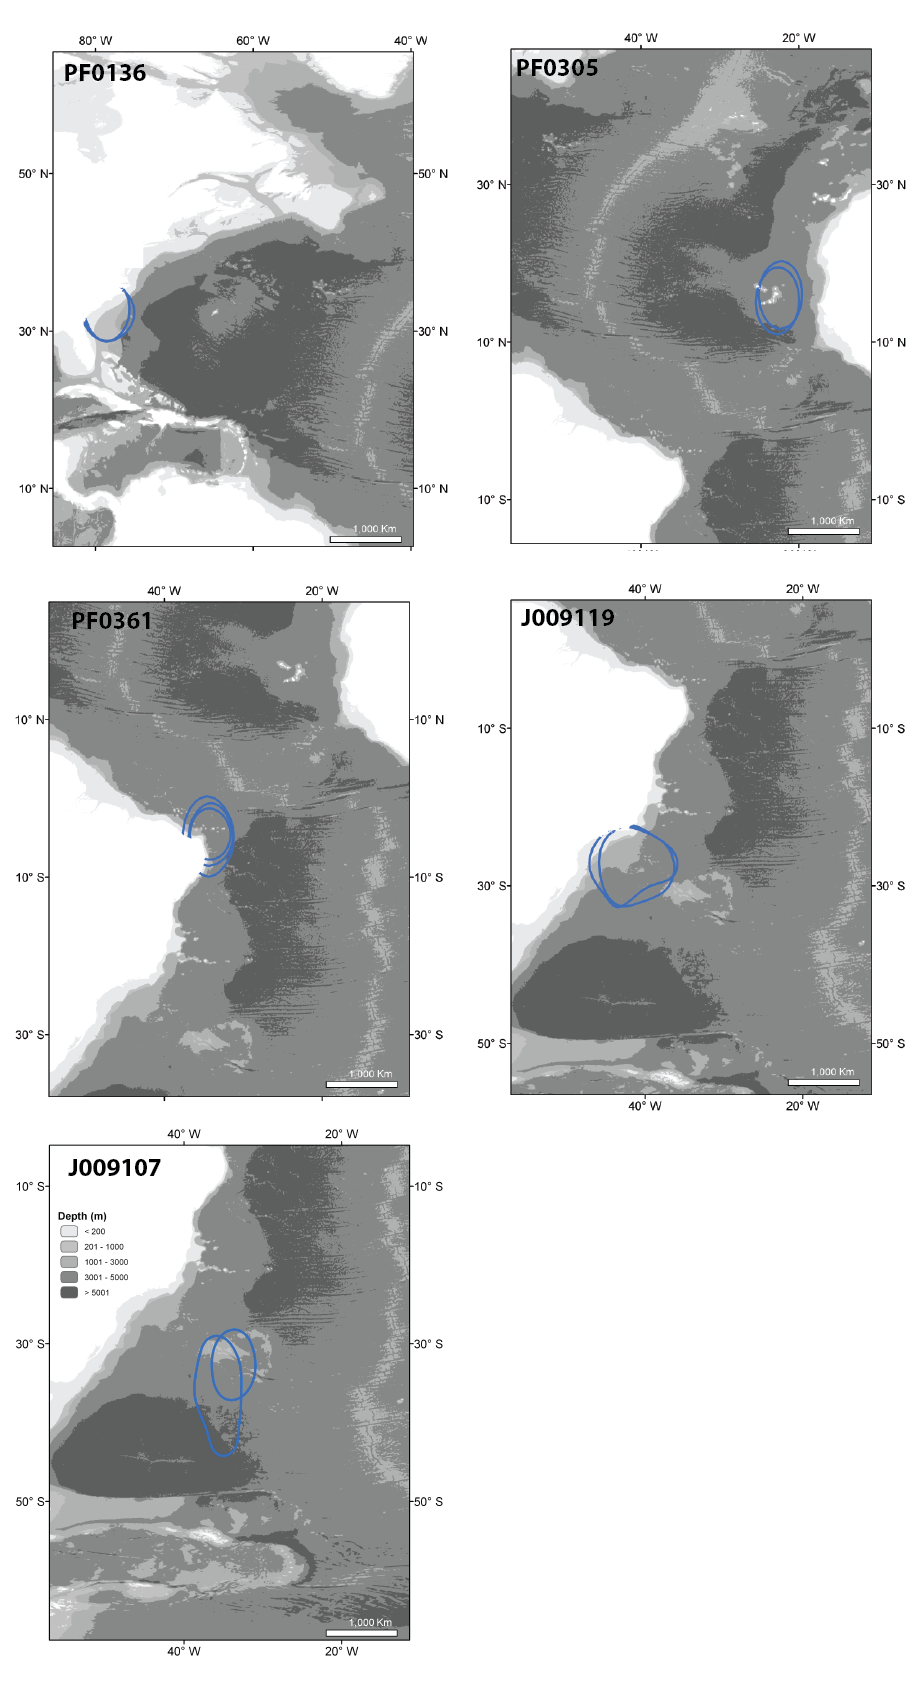 80° W 60° W 40° W
PF0136
50° N 50° N
30° N 30° N
10° N 10° N
1,000 Km
40° W 20° W
PF0305
30° N 30° N
10° N 10° N
10° S 10° S
1,000 Km
40° W 20° W
PF0361
10° N 10° N
10° S 10° S
30° S 30° S
1,000 Km
40° W 20° W
J009119
10° S 10° S
30° S 30° S
50° S 50° S
1,000 Km
40° W 20° W
40° W 20° W
J009107
10° S 10° S
Depth (m)
< 200
201 - 1000
1001 - 3000
3001 - 5000
> 5001
30° S 30° S
50° S 50° S
1,000 Km
40° W 20° W